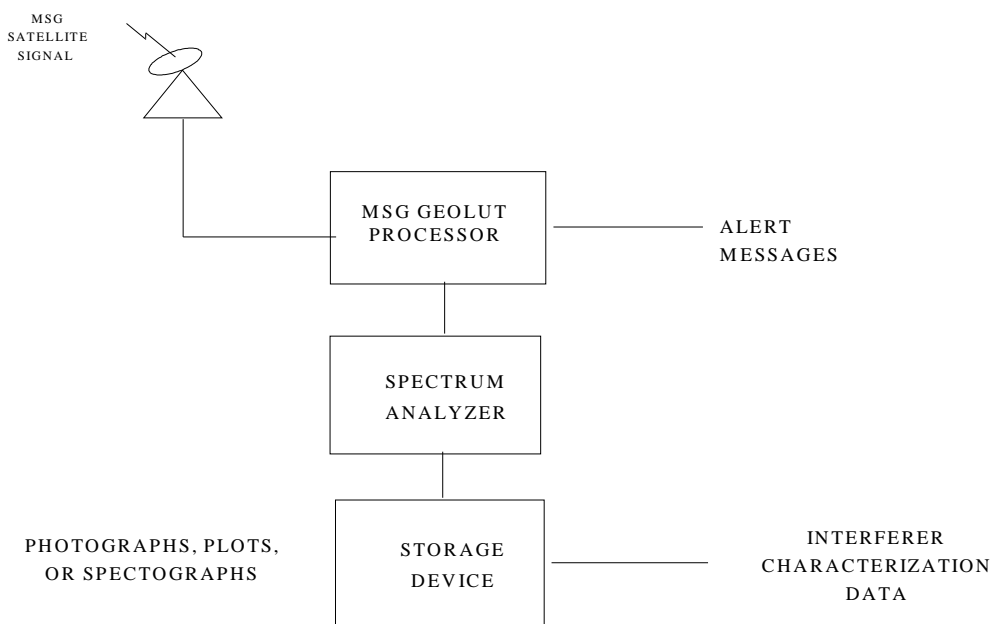 MSG
SATELLITE
SIGNAL
MSG GEOLUT
PROCESSOR
ALERT
MESSAGES
SPECTRUM
ANALYZER
PHOTOGRAPHS, PLOTS,
OR SPECTOGRAPHS
STORAGE
DEVICE
INTERFERER
CHARACTERIZATION
DATA